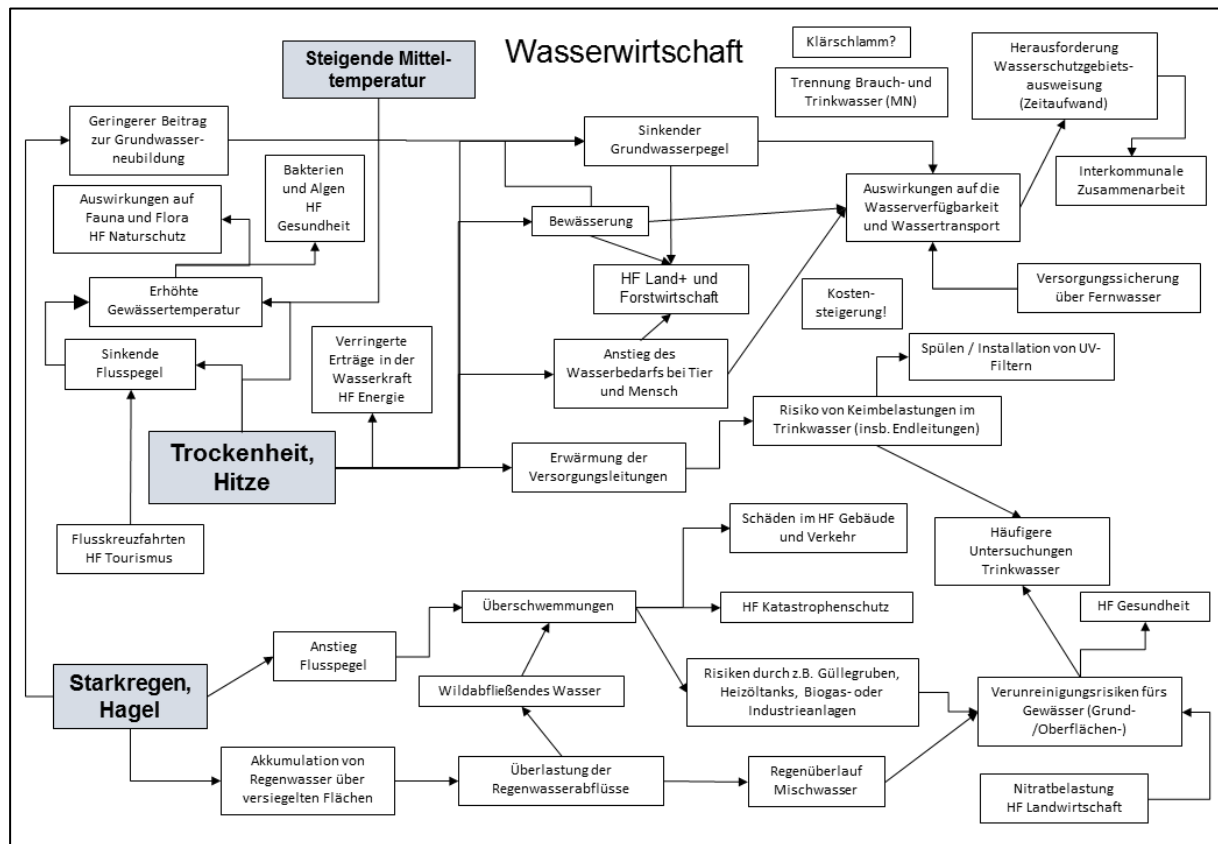 Wasserwirtschaft
Steigende Mittel-
temperatur
Klärschlamm?
Trennung Brauch- und
Trinkwasser (MN)
Herausforderung
Wasserschutzgebiets-
ausweisung
(Zeitaufwand)
Geringerer Beitrag
zur Grundwasser-
neubildung
Sinkender
Grundwasserpegel
Interkommunale
Zusammenarbeit
Bakterien
und Algen
HF
Gesundheit
Auswirkungen auf
Fauna und Flora
HF Naturschutz
Bewässerung
Auswirkungen auf die
Wasserverfügbarkeit
und Wassertransport
HF Land+ und
Forstwirtschaft
Versorgungssicherung
über Fernwasser
Erhöhte
Gewässertemperatur
Kosten-
steigerung!
Sinkende
Flusspegel
Verringerte
Erträge in der
Wasserkraft
HF Energie
Anstieg des
Wasserbedarfs bei Tier
und Mensch
Spülen / Installation von UV-
Filtern
Risiko von Keimbelastungen im
Trinkwasser (insb. Endleitungen)
Trockenheit,
Hitze
Erwärmung der
Versorgungsleitungen
Flusskreuzfahrten
HF Tourismus
Schäden im HF Gebäude
und Verkehr
Häufigere
Untersuchungen
Trinkwasser
Überschwemmungen
HF Katastrophenschutz
HF Gesundheit
Anstieg
Flusspegel
Starkregen,
Hagel
Wildabfließendes Wasser
Risiken durch z.B. Güllegruben,
Heizöltanks, Biogas- oder
Industrieanlagen
Verunreinigungsrisiken fürs
Gewässer (Grund-
/Oberflächen-)
Akkumulation von
Regenwasser über
versiegelten Flächen
Überlastung der
Regenwasserabflüsse
Regenüberlauf
Mischwasser
Nitratbelastung
HF Landwirtschaft